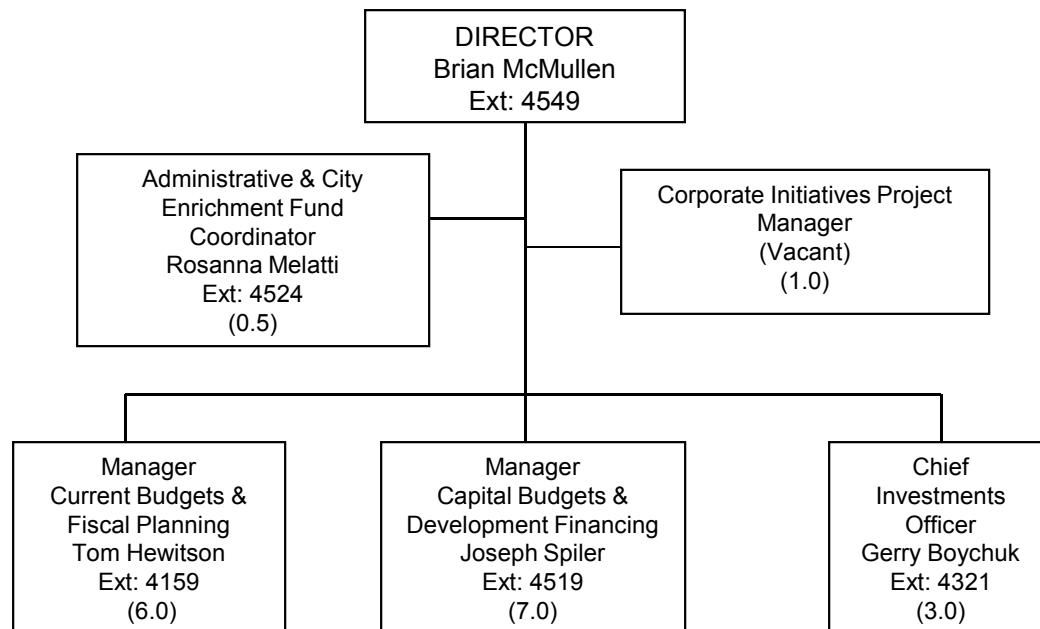 DIRECTOR
Brian McMullen
Ext: 4549
Administrative & City
Enrichment Fund
Coordinator
Rosanna Melatti
Ext: 4524
(0.5)
Corporate Initiatives Project
Manager
(Vacant)
(1.0)
Manager
Current Budgets &
Fiscal Planning
Tom Hewitson
Ext: 4159
(6.0)
Manager
Capital Budgets &
Development Financing
Joseph Spiler
Ext: 4519
(7.0)
Chief
Investments
Officer
Gerry Boychuk
Ext: 4321
(3.0)